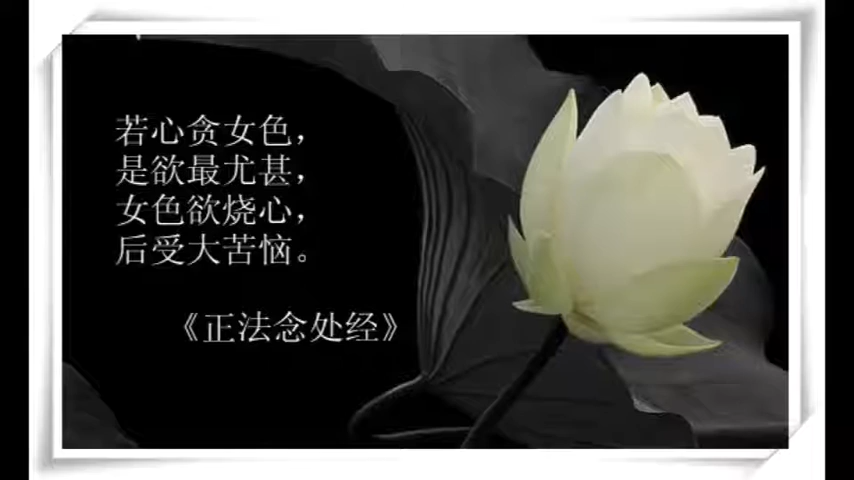 若心贪女色，
是欲最尤甚，
女色欲烧心，
后受大苦恼。
《正法念处经》